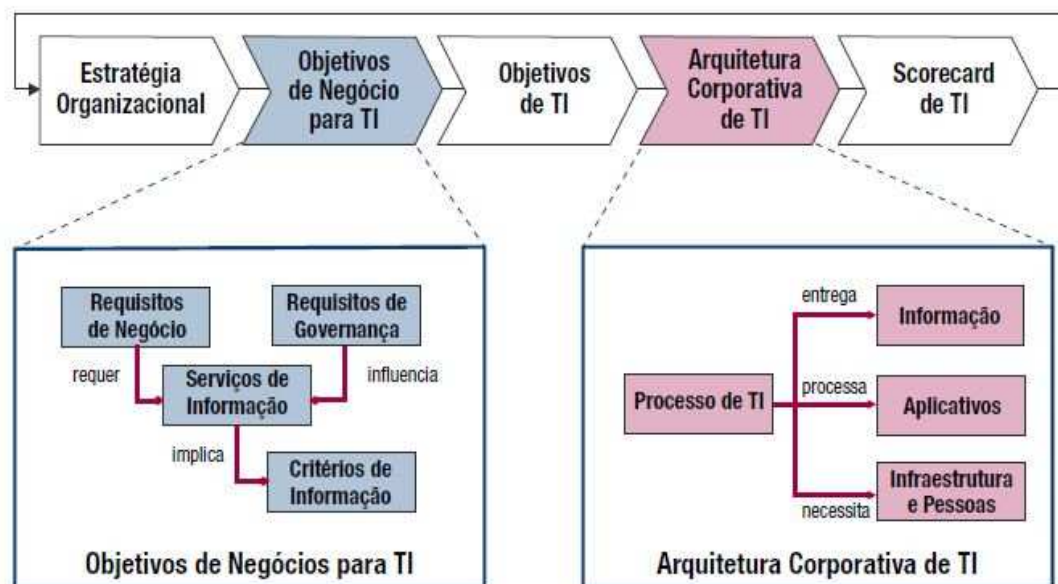 Estratégia
Organizacional
Objetivos
de Negócio
para TI
Objetivos
de TI
Arquitetura
Corporativa
de TI
Scorecard
de TI
Requisitos
de Negócio
Requisitos de
Governança
requer
Serviços de
Informação
influencia
implica
Critérios de
Informação
Objetivos de Negócios para TI
entrega
Informação
Processo de TI
processa
Aplicativos
necessita
Infraestrutura
e Pessoas
Arquitetura Corporativa de TI